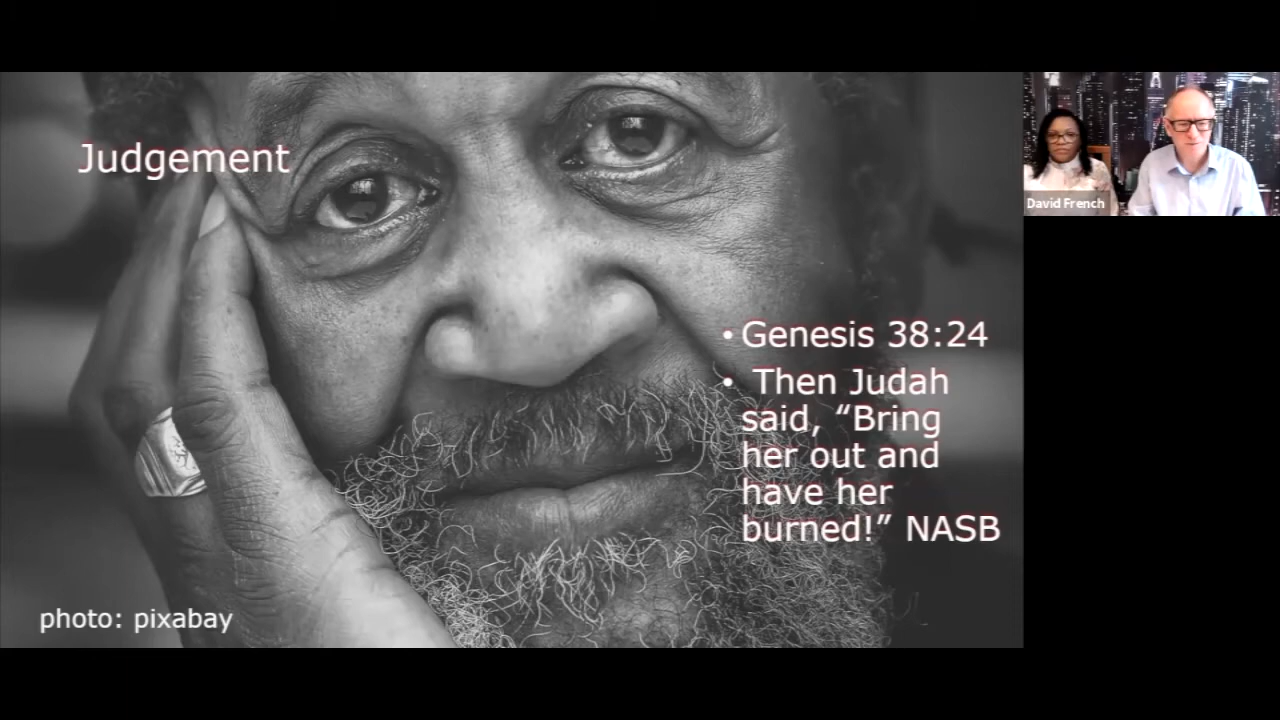 Judgement
• Genesis 38:24
• Then Judah
said, “Bring
her out and
have her
burned!” NASB
photo: pixabay
David French